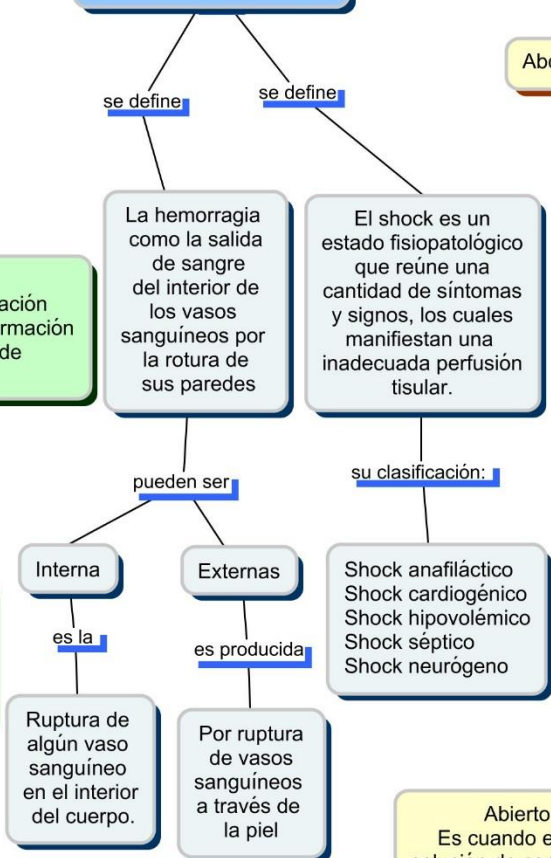 se define
se define
La hemorragia
como la salida
de sangre
del interior de
los vasos
sanguíneos por
la rotura de
sus paredes
El shock es un
estado fisiopatológico
que reúne una
cantidad de síntomas
y signos, los cuales
manifiestan una
inadecuada perfusión
tisular.
de
pueden ser
su clasificación:
Interna
Externas
Shock anafiláctico
Shock cardiogénico
Shock hipovolémico
Shock séptico
Shock neurógeno
es la
es producida
Ruptura de
algún vaso
sanguíneo
en el interior
del cuerpo.
Por ruptura
de vasos
sanguíneos
a través de
la piel
Abierto
Es cuando e